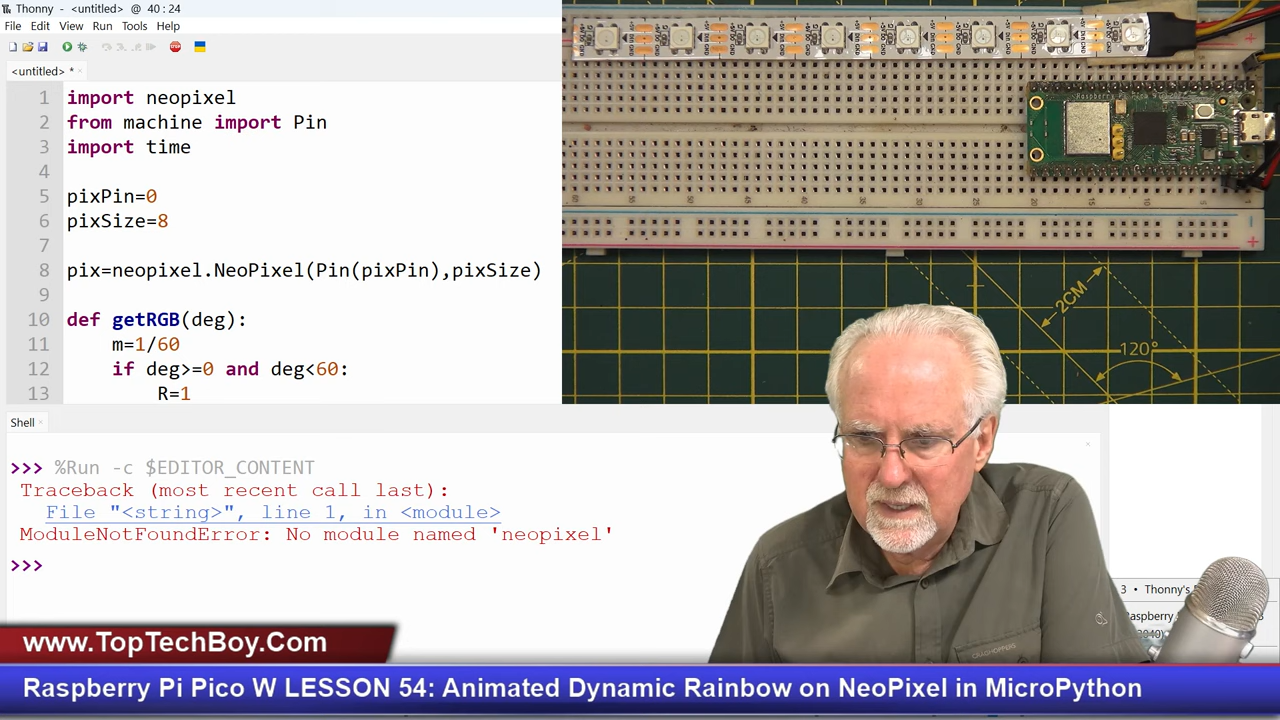 Thonny - <untitled> @ 40:24
File Edit View Run Tools Help
<untitled> *
1 import neopixel
2 from machine import Pin
3 import time
4
5 pixPin=0
6 pixSize=8
7
8 pix=neopixel.NeoPixel(Pin(pixPin),pixSize)
9
10 def getRGB(deg):
11 m=1/60
12 if deg>=0 and deg<60:
13 R=1
2CM
120°
Shell
>>> %Run -c $EDITOR_CONTENT
Traceback (most recent call last):
File "<string>", line 1, in <module>
ModuleNotFoundError: No module named 'neopixel'
>>>
3 • Thonny's
www.TopTechBoy.Com
Raspberry Pi Pico W LESSON 54: Animated Dynamic Rainbow on NeoPixel in MicroPython